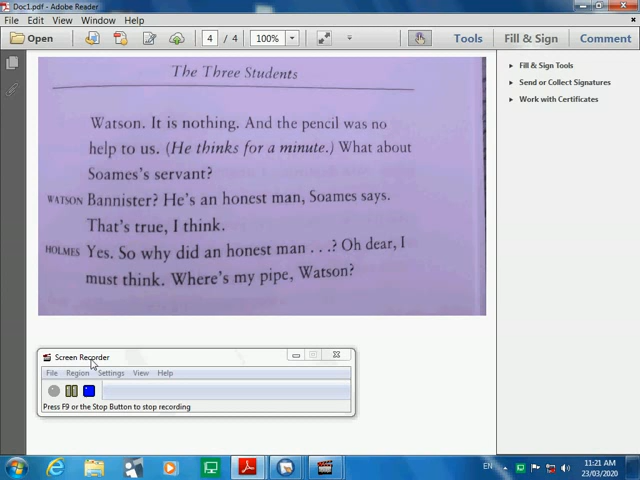 Doc1.pdf - Adobe Reader
File Edit View Window Help
Open 4 / 4 100% Tools Fill & Sign Comment
Fill & Sign Tools
Send or Collect Signatures
Work with Certificates
The Three Students
Watson. It is nothing. And the pencil was no
help to us. (He thinks for a minute.) What about
Soames's servant?
WATSON Bannister? He's an honest man, Soames says.
That's true, I think.
HOLMES Yes. So why did an honest man . . .? Oh dear, I
must think. Where's my pipe, Watson?
Screen Recorder
File Region Settings View Help
Press F9 or the Stop Button to stop recording
EN 11:21 AM
23/03/2020